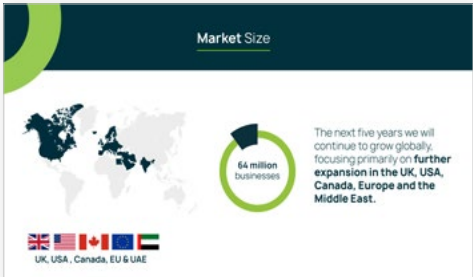 Market Size
64 million
businesses
The next five years we will
continue to grow globally,
focusing primarily on further
expansion in the UK, USA,
Canada, Europe and the
Middle East.
UK, USA , Canada, EU & UAE